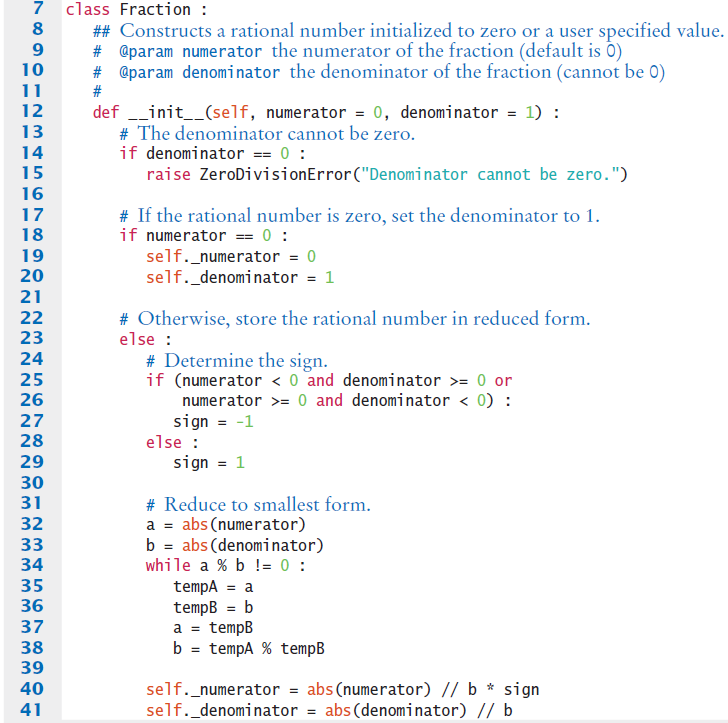 7 class Fraction :
8 ## Constructs a rational number initialized to zero or a user specified value.
9 # @param numerator the numerator of the fraction (default is 0)
10 # @param denominator the denominator of the fraction (cannot be 0)
11 #
12 def __init__(self, numerator = 0, denominator = 1) :
13 # The denominator cannot be zero.
14 if denominator == 0 :
15 raise ZeroDivisionError("Denominator cannot be zero.")
16
17 # If the rational number is zero, set the denominator to 1.
18 if numerator == 0 :
19 self._numerator = 0
20 self._denominator = 1
21
22 # Otherwise, store the rational number in reduced form.
23 else :
24 # Determine the sign.
25 if (numerator < 0 and denominator >= 0 or
26 numerator >= 0 and denominator < 0) :
27 sign = -1
28 else :
29 sign = 1
30
31 # Reduce to smallest form.
32 a = abs(numerator)
33 b = abs(denominator)
34 while a % b != 0 :
35 tempA = a
36 tempB = b
37 a = tempB
38 b = tempA % tempB
39
40 self._numerator = abs(numerator) // b * sign
41 self._denominator = abs(denominator) // b